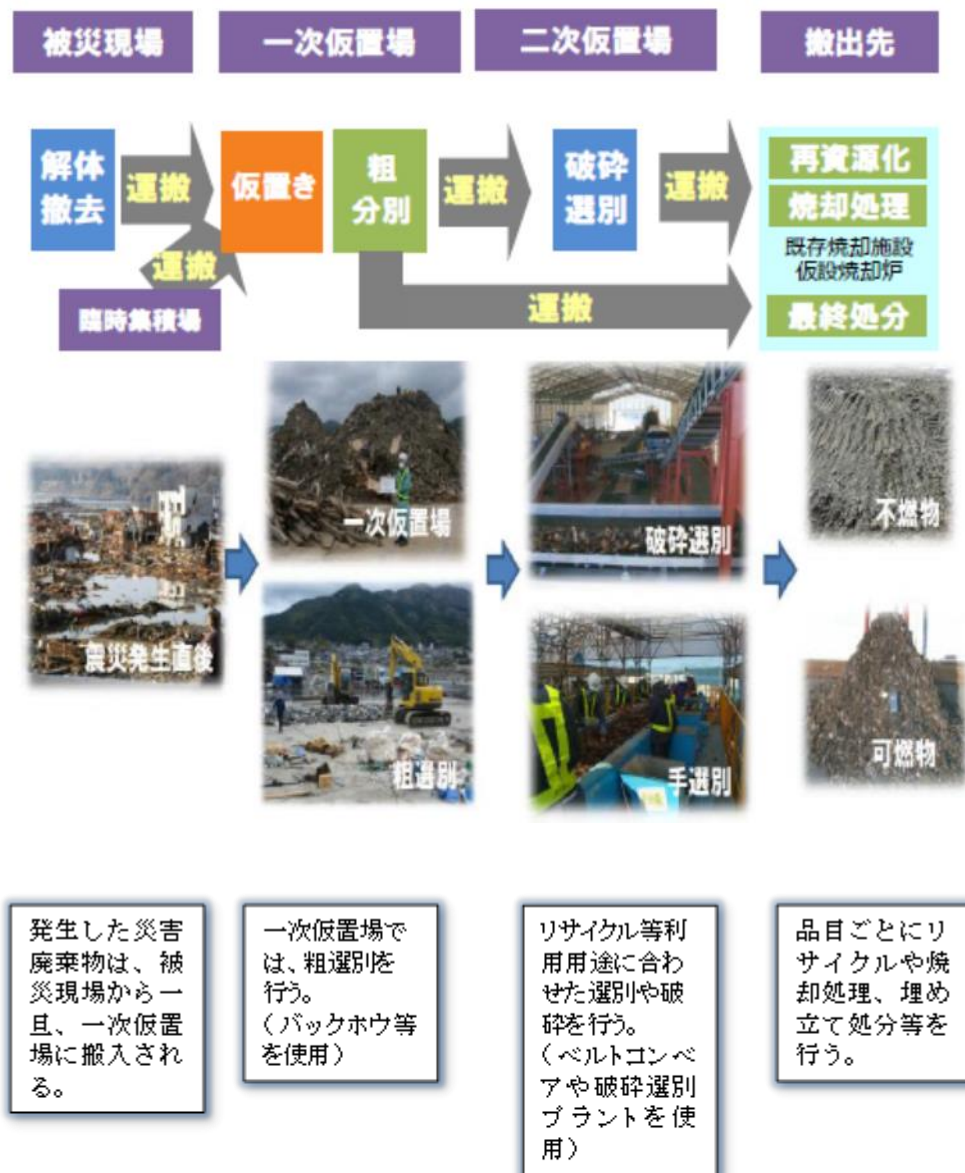 被災現場
一次仮置場
二次仮置場
搬出先
解体
撤去
運搬
仮置き
粗
分別
運搬
破砕
選別
運搬
再資源化
焼却処理
既存焼却施設
仮設焼却炉
最終処分
運搬
臨時集積場
運搬
震災発生直後
一次仮置場
粗選別
破砕選別
手選別
不燃物
可燃物
発生した災害
廃棄物は、被
災現場から一
旦、一次仮置
場に搬入され
る。
一次仮置場で
は、粗選別を
行う。
(バックホウ等
を使用)
リサイクル等利
用用途に合わ
せた選別や破
砕を行う。
(ベルトコンベ
アや破砕選別
プラントを使
用)
品目ごとにリ
サイクルや焼
却処理、埋め
立て処分等を
行う。